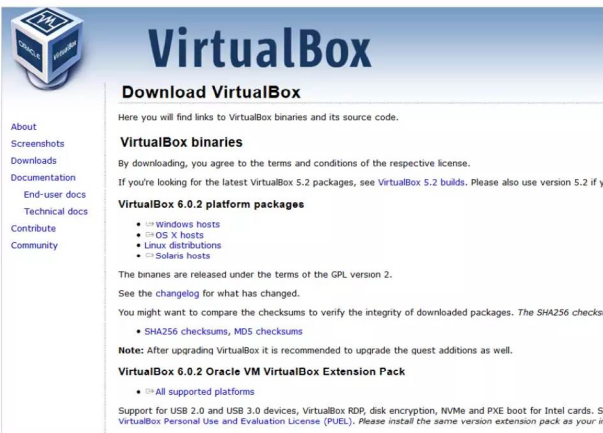 ORACLE
VirtualBox
VirtualBox
Download VirtualBox
Here you will find links to VirtualBox binaries and its source code.
About
Screenshots
Downloads
Documentation
End-user docs
Technical docs
Contribute
Community
VirtualBox binaries
By downloading, you agree to the terms and conditions of the respective license.
If you're looking for the latest VirtualBox 5.2 packages, see VirtualBox 5.2 builds. Please also use version 5.2 if y
VirtualBox 6.0.2 platform packages
• Windows hosts
• OS X hosts
• Linux distributions
• Solaris hosts
The binaries are released under the terms of the GPL version 2.
See the changelog for what has changed.
You might want to compare the checksums to verify the integrity of downloaded packages. The SHA256 checks
• SHA256 checksums, MD5 checksums
Note: After upgrading VirtualBox it is recommended to upgrade the guest additions as well.
VirtualBox 6.0.2 Oracle VM VirtualBox Extension Pack
• All supported platforms
Support for USB 2.0 and USB 3.0 devices, VirtualBox RDP, disk encryption, NVMe and PXE boot for Intel cards. S
VirtualBox Personal Use and Evaluation License (PUEL). Please install the same version extension pack as your i